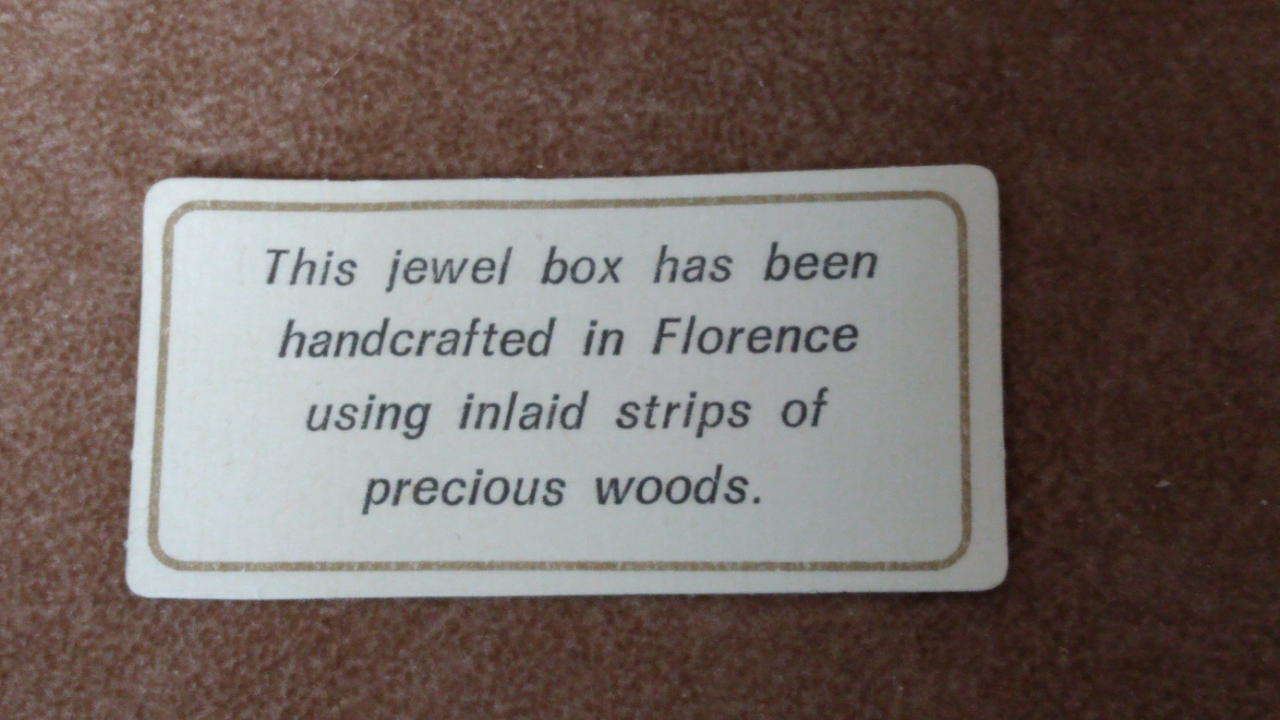 This jewel box has been
handcrafted in Florence
using inlaid strips of
precious woods.